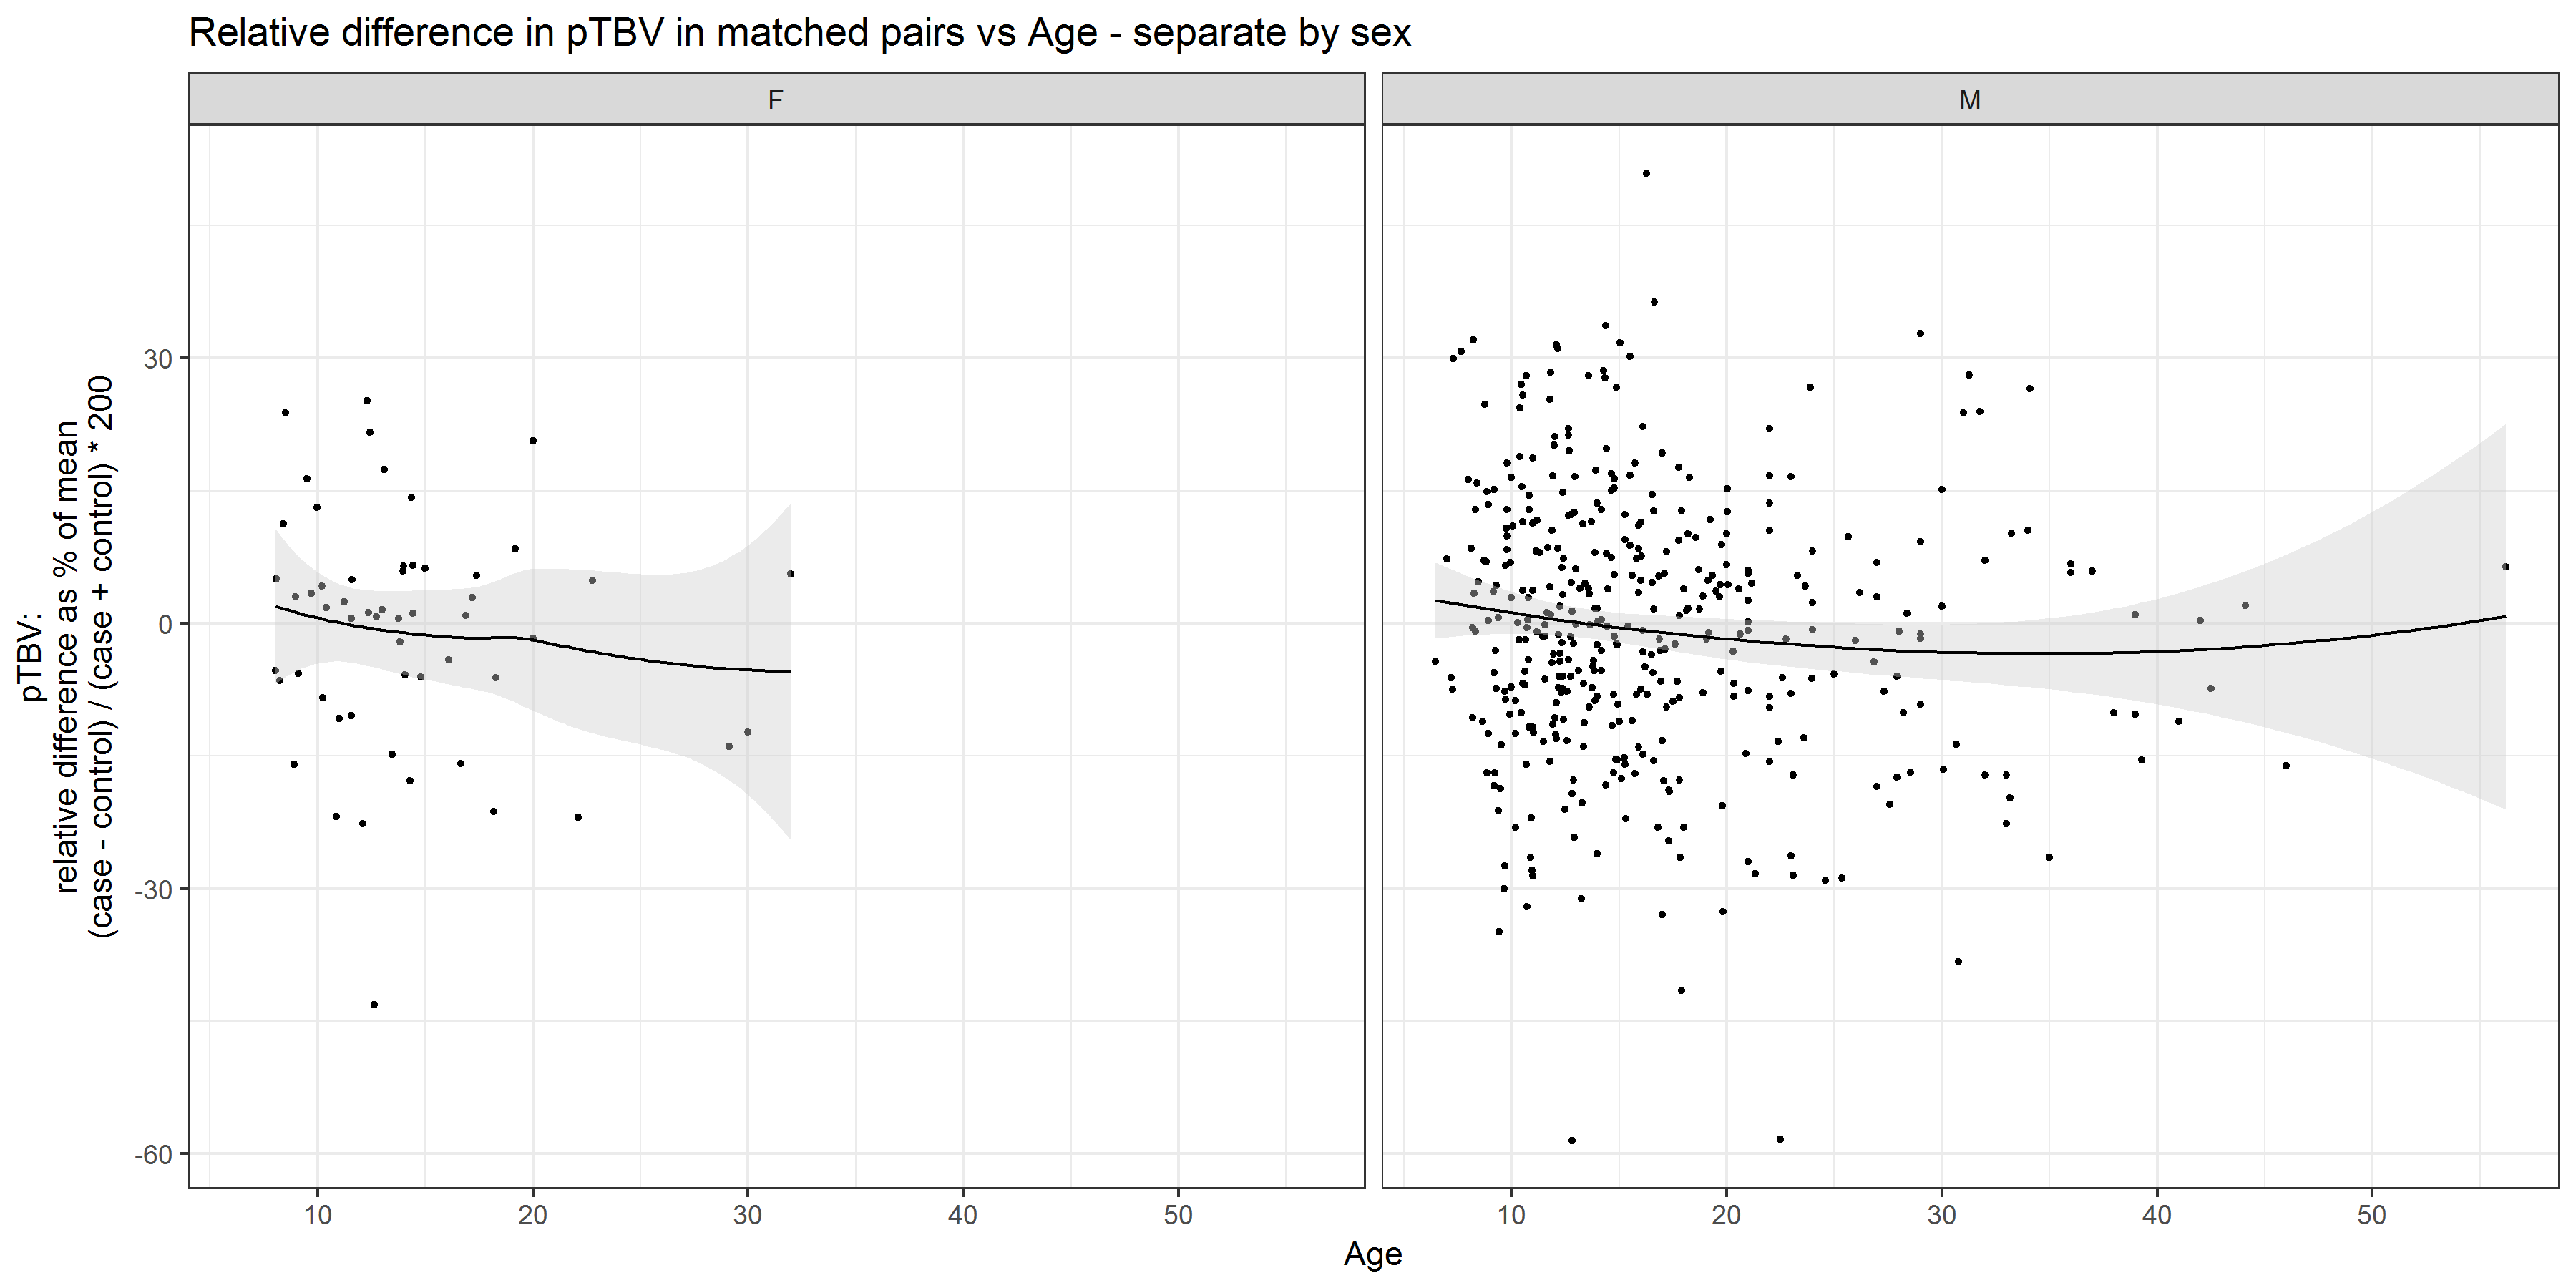 Relative difference in pTBV in matched pairs vs Age - separate by sex
F
M
pTBV:
relative difference as % of mean
(case - control) / (case + control) * 200
30
0
-30
-60
10 20 30 40 50
10 20 30 40 50
Age